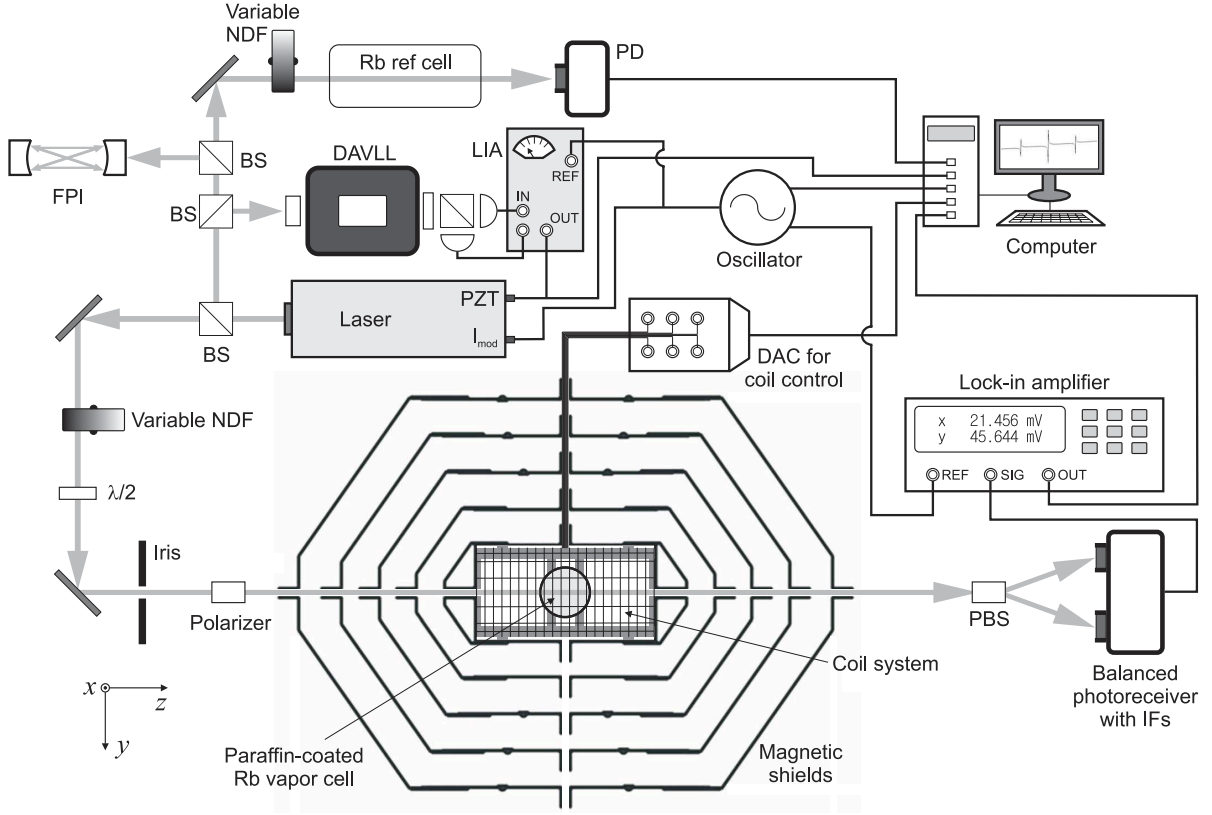 Variable
NDF
Rb ref cell
PD
BS
FPI
DAVLL
LIA
REF
IN
OUT
BS
Oscillator
Computer
PZT
Laser
I mod
BS
DAC for
coil control
Variable NDF
Lock-in amplifier
x 21.456 mV
y 45.644 mV
REF
SIG
OUT
λ/2
Iris
Polarizer
PBS
Coil system
Balanced
photoreceiver
with IFs
x
z
y
Paraffin-coated
Rb vapor cell
Magnetic
shields